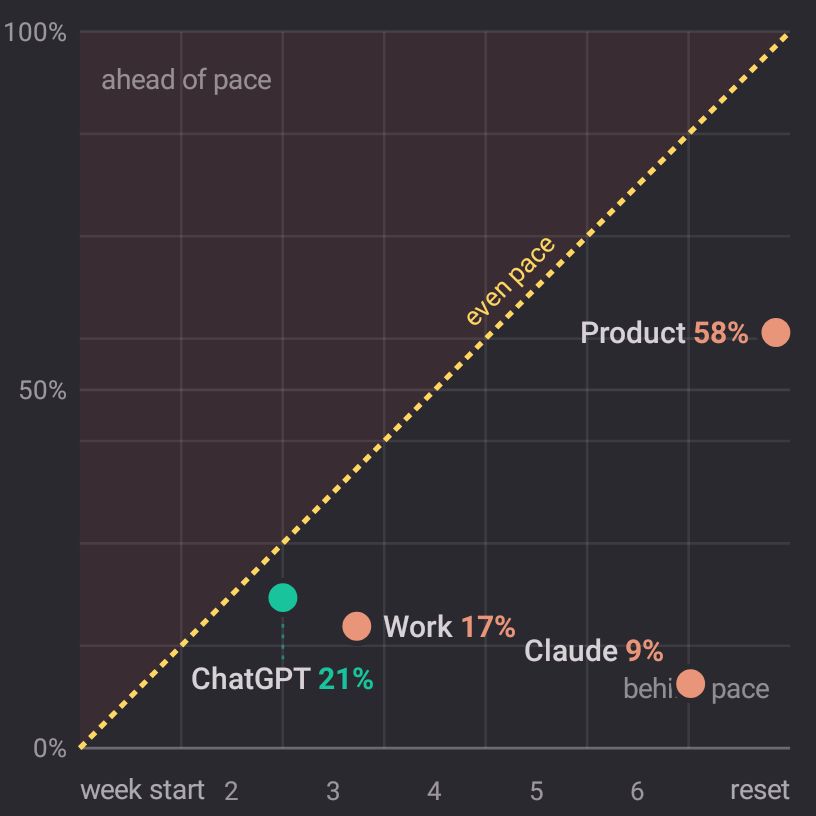 100%
ahead of pace
even pace
Product 58%
50%
Work 17%
Claude 9%
ChatGPT 21%
behi pace
0%
week start 2 3 4 5 6 reset